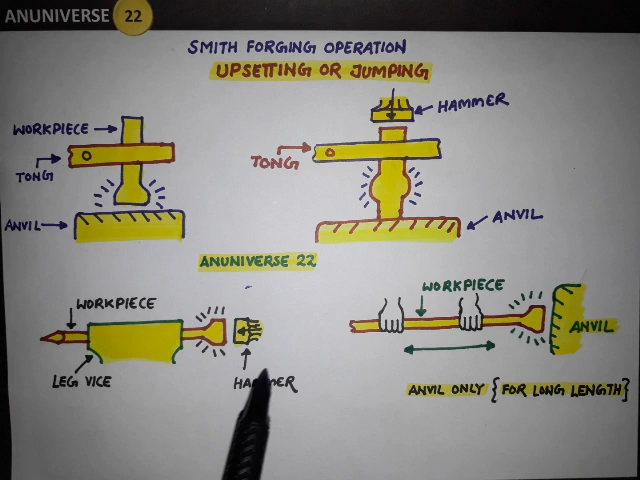 ANUNIVERSE 22
SMITH FORGING OPERATION
UPSETTING OR JUMPING
HAMMER
WORKPIECE
TONG
TONG
ANVIL
ANVIL
ANUNIVERSE 22
WORKPIECE
WORKPIECE
ANVIL
LEG VICE
HAMMER
ANVIL ONLY {FOR LONG LENGTH}